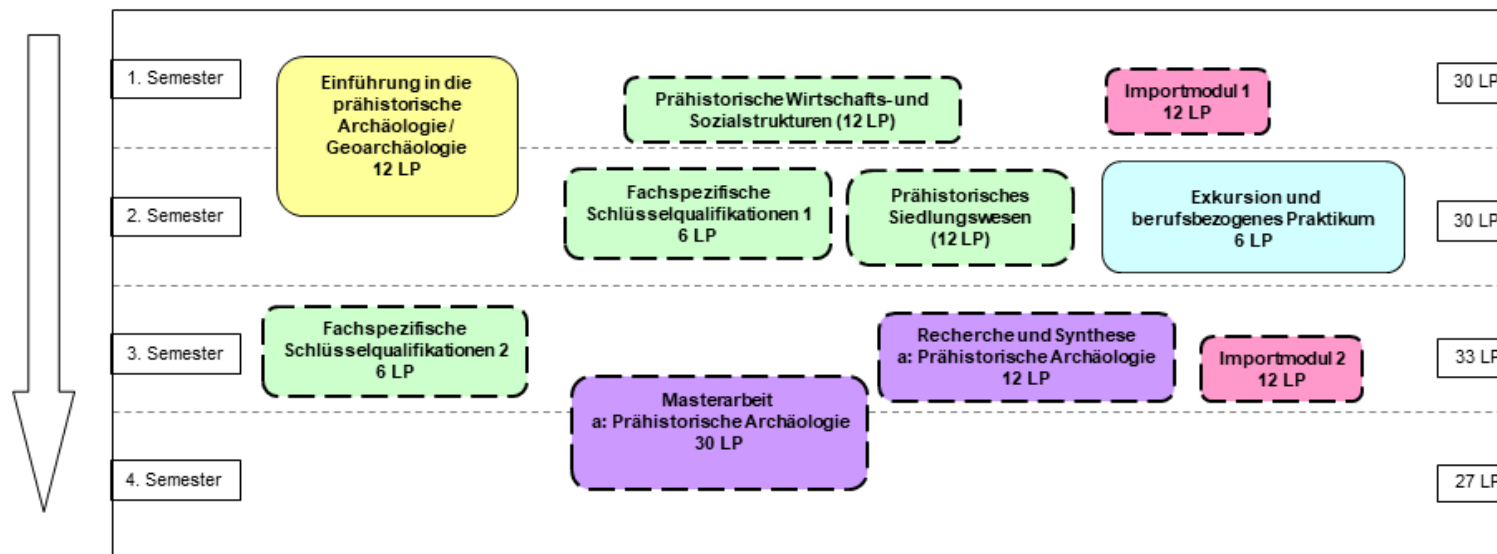 1. Semester
Einführung in die
prähistorische
Archäologie /
Geoarchäologie
12 LP
Prähistorische Wirtschafts- und
Sozialstrukturen (12 LP)
Importmodul 1
12 LP
30 LP
2. Semester
Fachspezifische
Schlüsselqualifikationen 1
6 LP
Prähistorisches
Siedlungswesen
(12 LP)
Exkursion und
berufsbezogenes Praktikum
6 LP
30 LP
3. Semester
Fachspezifische
Schlüsselqualifikationen 2
6 LP
Masterarbeit
a: Prähistorische Archäologie
30 LP
Recherche und Synthese
a: Prähistorische Archäologie
12 LP
Importmodul 2
12 LP
33 LP
4. Semester
27 LP